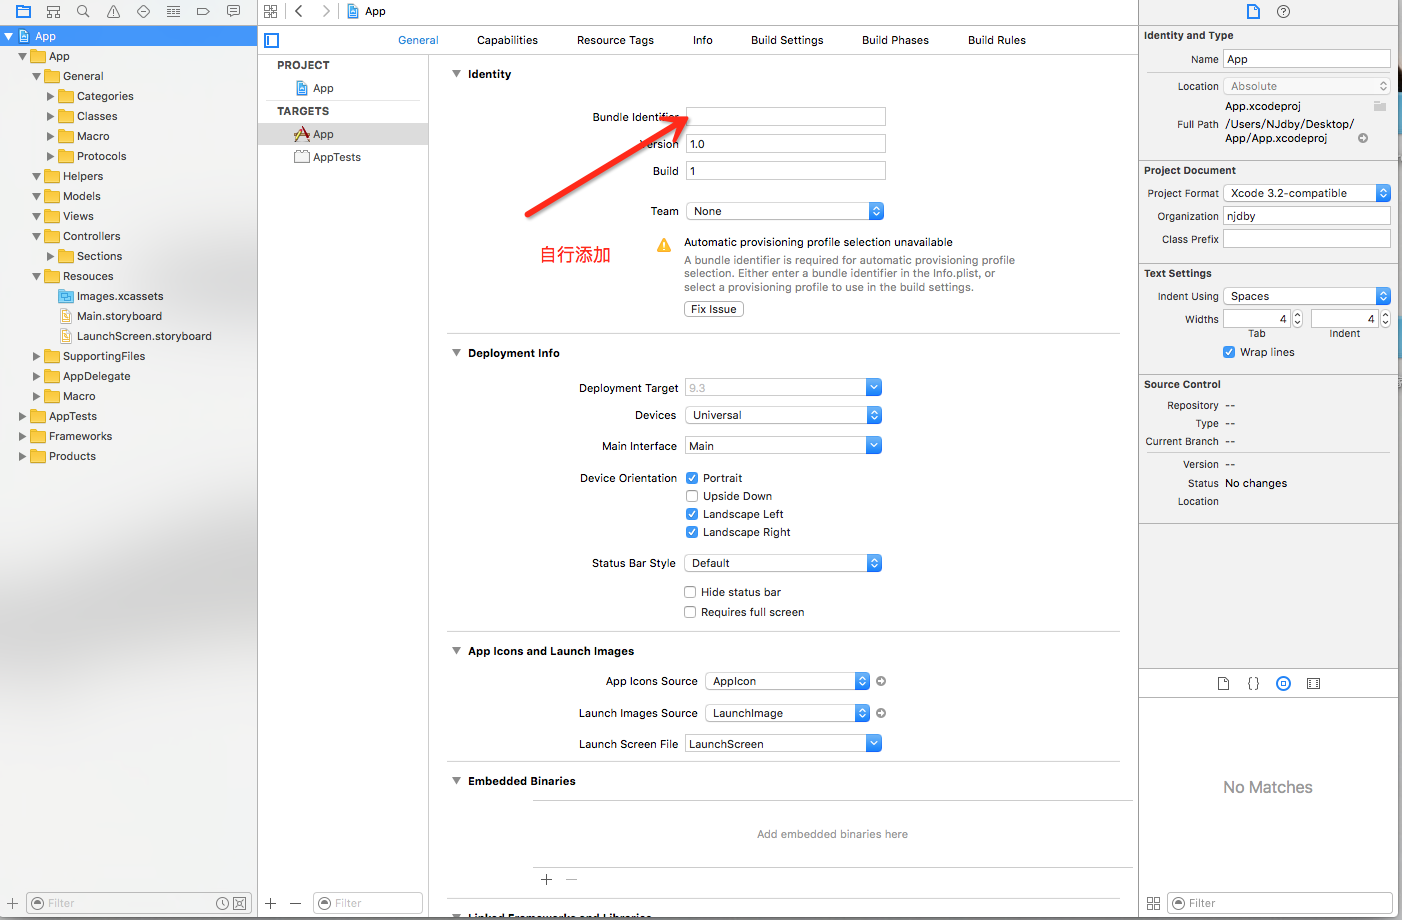 App
App
App
General
Categories
Classes
Macro
Protocols
Helpers
Models
Views
Controllers
Sections
Resouces
Images.xcassets
Main.storyboard
LaunchScreen.storyboard
SupportingFiles
AppDelegate
Macro
AppTests
Frameworks
Products
Filter
General Capabilities Resource Tags Info Build Settings Build Phases Build Rules
PROJECT
App
TARGETS
App
AppTests
Filter
Identity
Bundle Identifier
Version 1.0
Build 1
Team None
自行添加
Automatic provisioning profile selection unavailable
A bundle identifier is required for automatic provisioning profile
selection. Either enter a bundle identifier in the Info.plist, or
select a provisioning profile to use in the build settings.
Fix Issue
Deployment Info
Deployment Target 9.3
Devices Universal
Main Interface Main
Device Orientation Portrait
Upside Down
Landscape Left
Landscape Right
Status Bar Style Default
Hide status bar
Requires full screen
App Icons and Launch Images
App Icons Source AppIcon
Launch Images Source LaunchImage
Launch Screen File LaunchScreen
Embedded Binaries
Add embedded binaries here
Linked Frameworks and Libraries
Identity and Type
Name App
Location Absolute
App.xcodeproj
Full Path /Users/NJdby/Desktop/
App/App.xcodeproj
Project Document
Project Format Xcode 3.2-compatible
Organization njdby
Class Prefix
Text Settings
Indent Using Spaces
Widths 4 4
Tab Indent
Wrap lines
Source Control
Repository --
Type --
Current Branch --
Version --
Status No changes
Location
No Matches
Filter